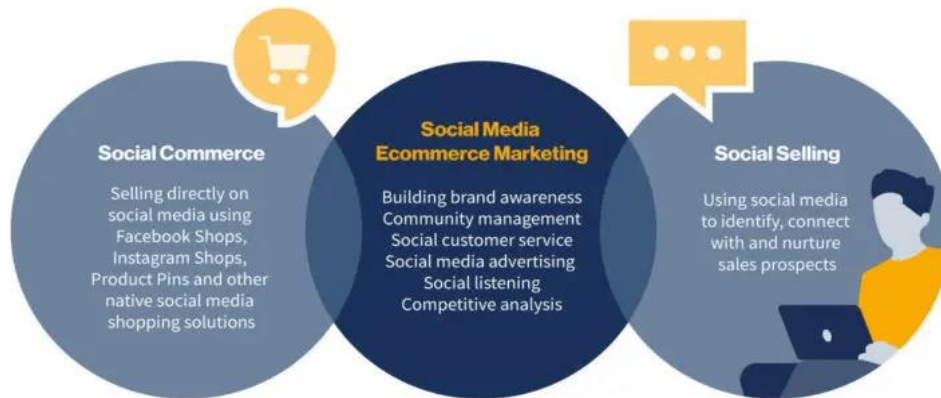 Social Commerce
Selling directly on
social media using
Facebook Shops,
Instagram Shops,
Product Pins and other
native social media
shopping solutions
Social Media
Ecommerce Marketing
Building brand awareness
Community management
Social customer service
Social media advertising
Social listening
Competitive analysis
Social Selling
Using social media
to identify, connect
with and nurture
sales prospects